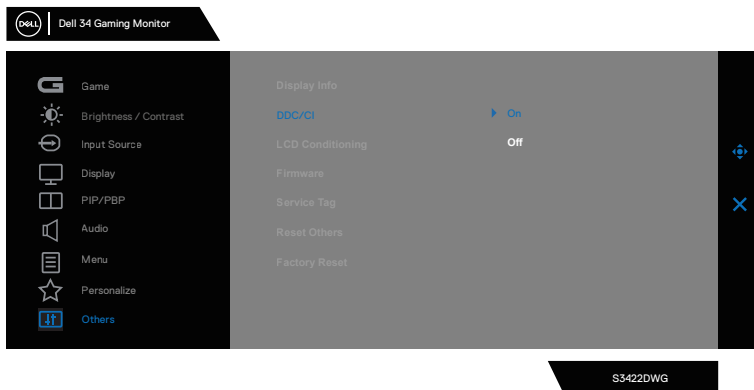 DELL
Dell 34 Gaming Monitor
Game
Brightness / Contrast
Input Source
Display
PIP/PBP
Audio
Menu
Personalize
Others
Display Info
DDC/CI
On
Off
LCD Conditioning
Firmware
Service Tag
Reset Others
Factory Reset
S3422DWG